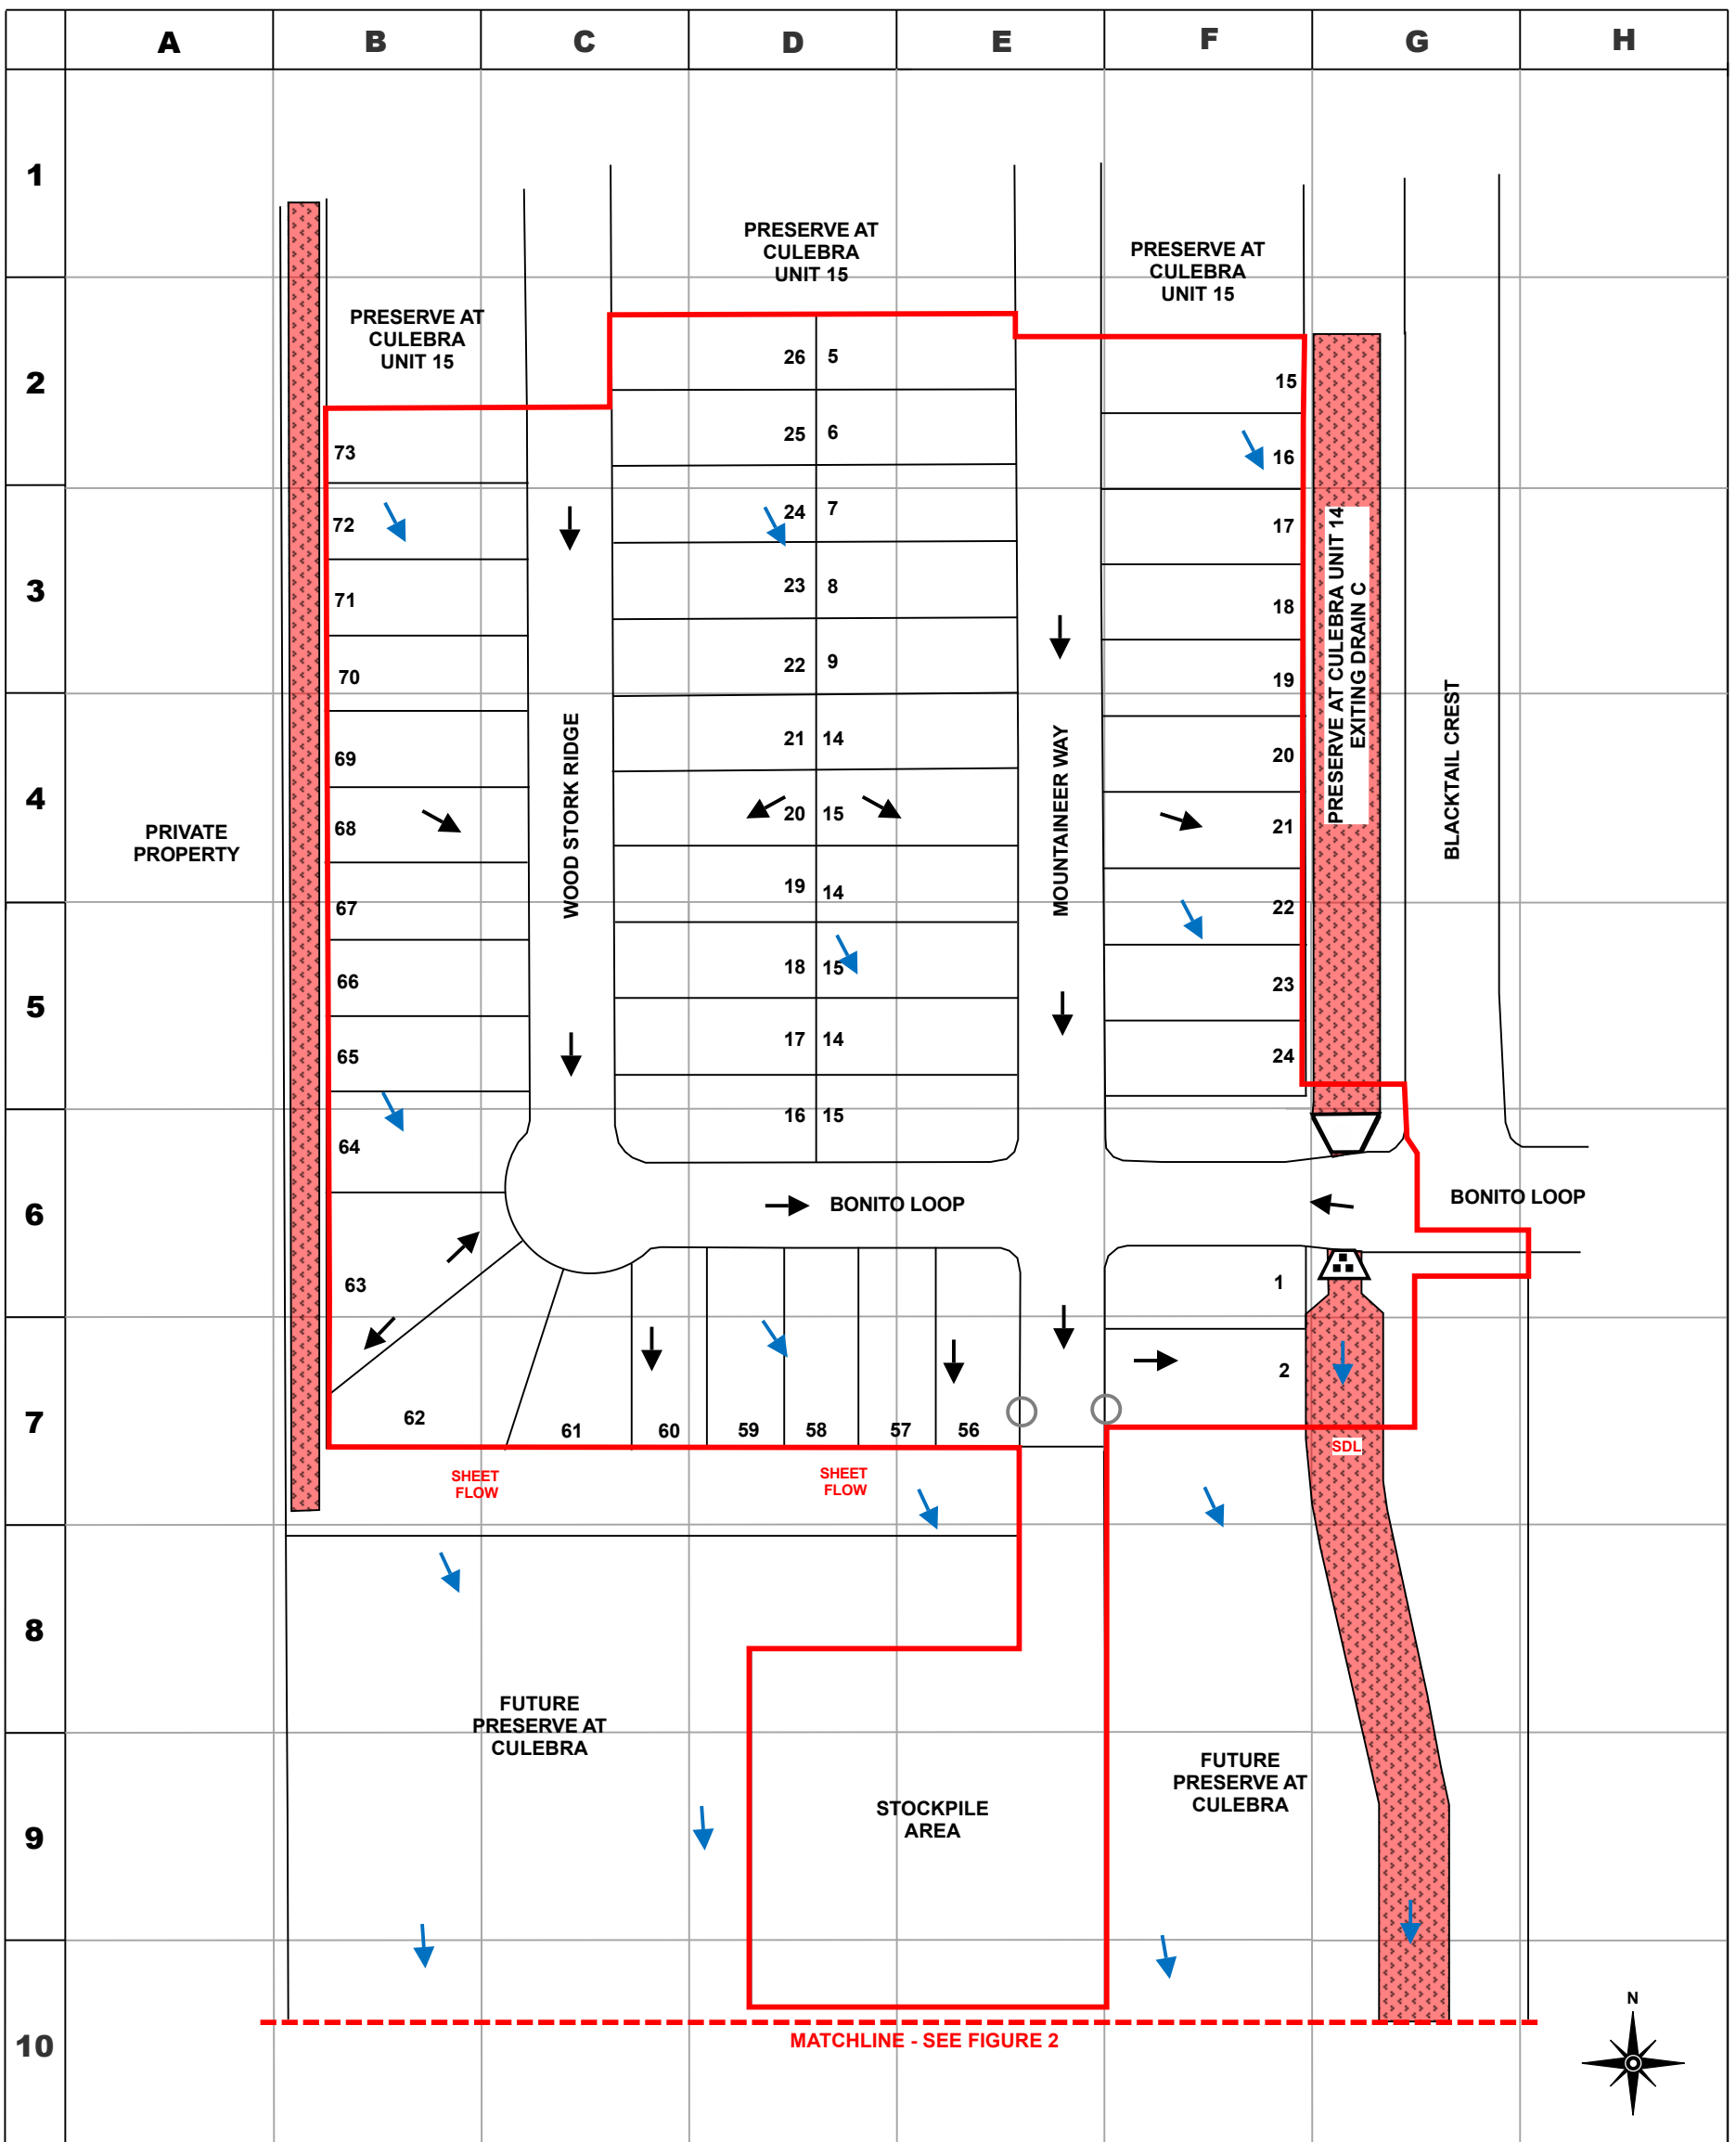 A B C D E F G H
1
PRESERVE AT
CULEBRA
UNIT 15
PRESERVE AT
CULEBRA
UNIT 15
PRESERVE AT
CULEBRA
UNIT 15
2
26 5
15
25 6
16
73
3
24 7
72
17
23 8
71
18
22 9
70
19
PRESERVE AT CULEBRA UNIT 14
EXITING DRAIN C
4
WOOD STORK RIDGE
MOUNTAINEER WAY
BLACKTAIL CREST
PRIVATE
PROPERTY
21 14
69
20
20 15
68
21
19 14
67
22
5
18 15
66
23
17 14
65
24
16 15
64
6
BONITO LOOP
BONITO LOOP
63
1
7
2
62
61
60
59
58
57
56
SDL
SHEET
FLOW
SHEET
FLOW
8
FUTURE
PRESERVE AT
CULEBRA
9
STOCKPILE
AREA
FUTURE
PRESERVE AT
CULEBRA
10
MATCHLINE - SEE FIGURE 2
N